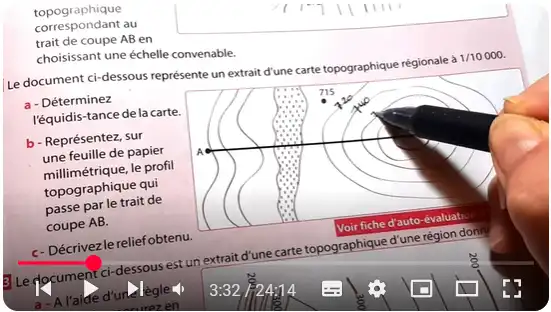 topographique
correspondant au
trait de coupe AB en
choisissant une échelle convenable.
Le document ci-dessous représente un extrait d'une carte topographique régionale à 1/10 000.
a - Déterminez
l'équidis-tance de la carte.
b - Représentez, sur
une feuille de papier
millimétrique, le profil
topographique qui
passe par le trait de
coupe AB.
c - Décrivez le relief obtenu.
715
720
740
A
Voir fiche d'auto-évaluation
3 Le document ci-dessous est un extrait d'une carte topographique d'une région
a - A l'aide d'une règle
200
300
200
3:32 / 24:14